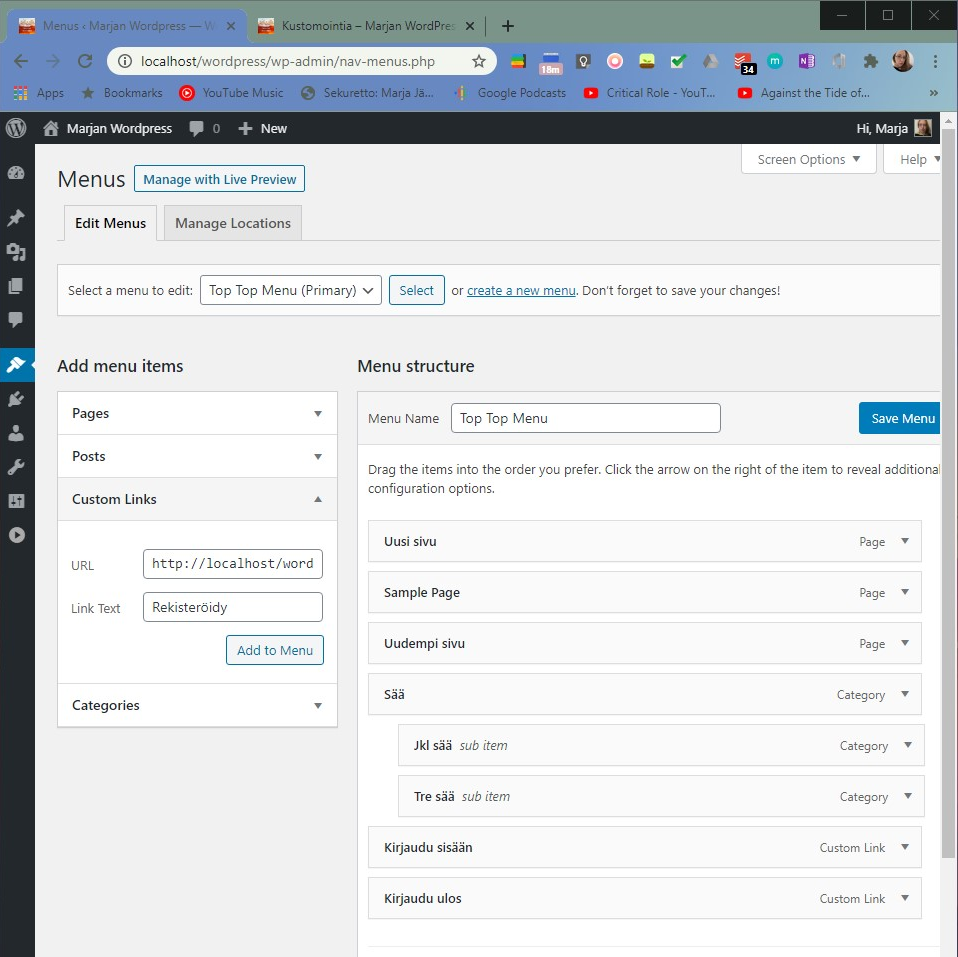 Menus ‹ Marjan Wordpress — W
Kustomointia – Marjan WordPres
localhost/wordpress/wp-admin/nav-menus.php
18m
34
m
N
Apps
Bookmarks
YouTube Music
Sekuretto: Marja Jä...
Google Podcasts
Critical Role - YouT...
Against the Tide of...
»
Marjan Wordpress
0
New
Hi, Marja
Menus
Manage with Live Preview
Screen Options
Help
Edit Menus
Manage Locations
Select a menu to edit:
Top Top Menu (Primary)
Select
or create a new menu. Don't forget to save your changes!
Add menu items
Menu structure
Pages
Menu Name
Top Top Menu
Save Menu
Posts
Drag the items into the order you prefer. Click the arrow on the right of the item to reveal additional
configuration options.
Custom Links
URL
http://localhost/word
Link Text
Rekisteröidy
Add to Menu
Categories
Uusi sivu
Page
Sample Page
Page
Uudempi sivu
Page
Sää
Category
Jkl sää sub item
Category
Tre sää sub item
Category
Kirjaudu sisään
Custom Link
Kirjaudu ulos
Custom Link